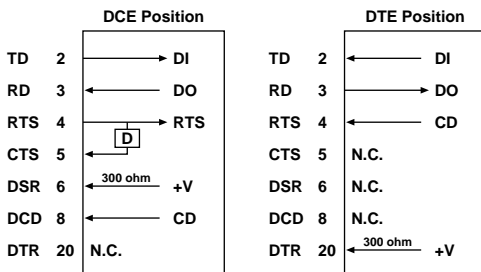 DCE Position
TD 2 DI
RD 3 DO
RTS 4 RTS
D
CTS 5
DSR 6 300 ohm +V
DCD 8 CD
DTR 20 N.C.
DTE Position
TD 2 DI
RD 3 DO
RTS 4 CD
CTS 5 N.C.
DSR 6 N.C.
DCD 8 N.C.
DTR 20 300 ohm +V